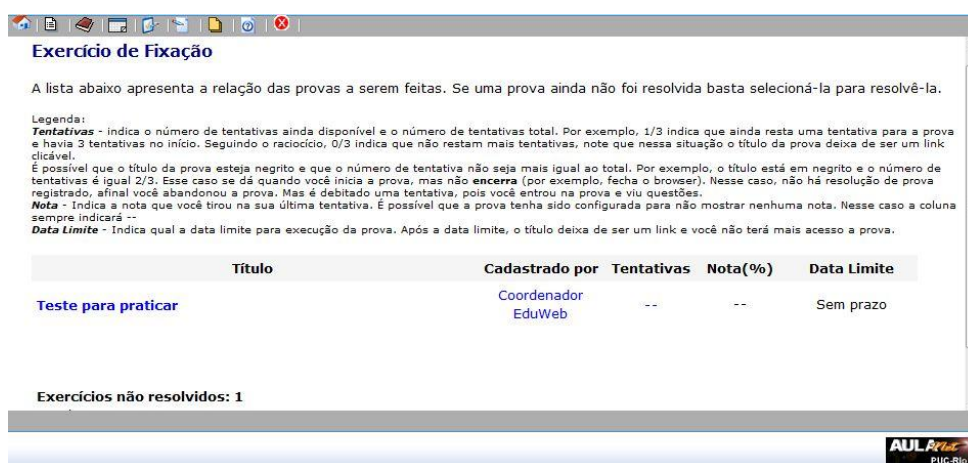 Exercício de Fixação
A lista abaixo apresenta a relação das provas a serem feitas. Se uma prova ainda não foi resolvida basta selecioná-la para resolvê-la.
Legenda:
Tentativas - indica o número de tentativas ainda disponível e o número de tentativas total. Por exemplo, 1/3 indica que ainda resta uma tentativa para a prova
e havia 3 tentativas no início. Seguindo o raciocício, 0/3 indica que não restam mais tentativas, note que nessa situação o título da prova deixa de ser um link
clicável.
É possível que o título da prova esteja negrito e que o número de tentativa não seja mais igual ao total. Por exemplo, o título está em negrito e o número de
tentativas é igual 2/3. Esse caso se dá quando você inicia a prova, mas não encerra (por exemplo, fecha o browser). Nesse caso, não há resolução de prova
registrado, afinal você abandonou a prova. Mas é debitado uma tentativa, pois você entrou na prova e viu questões.
Nota - Indica a nota que você tirou na sua última tentativa. É possível que a prova tenha sido configurada para não mostrar nenhuma nota. Nesse caso a coluna
sempre indicará --
Data Limite - Indica qual a data limite para execução da prova. Após a data limite, o título deixa de ser um link e você não terá mais acesso a prova.
Título Cadastrado por Tentativas Nota(%) Data Limite
Teste para praticar Coordenador EduWeb -- -- Sem prazo
Exercícios não resolvidos: 1
AULANet
PUC-Rio